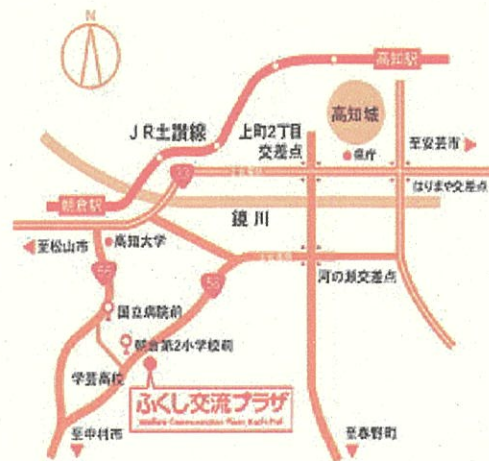 N
高知駅
JR土讃線
上町2丁目
交差点
高知城
県庁
至安芸市
はりまや交差点
33
朝倉駅
鏡川
至松山市
高知大学
56
56
河の瀬交差点
国立病院前
朝倉第2小学校前
学芸高校
ふくし交流プラザ
至中村市
至春野町